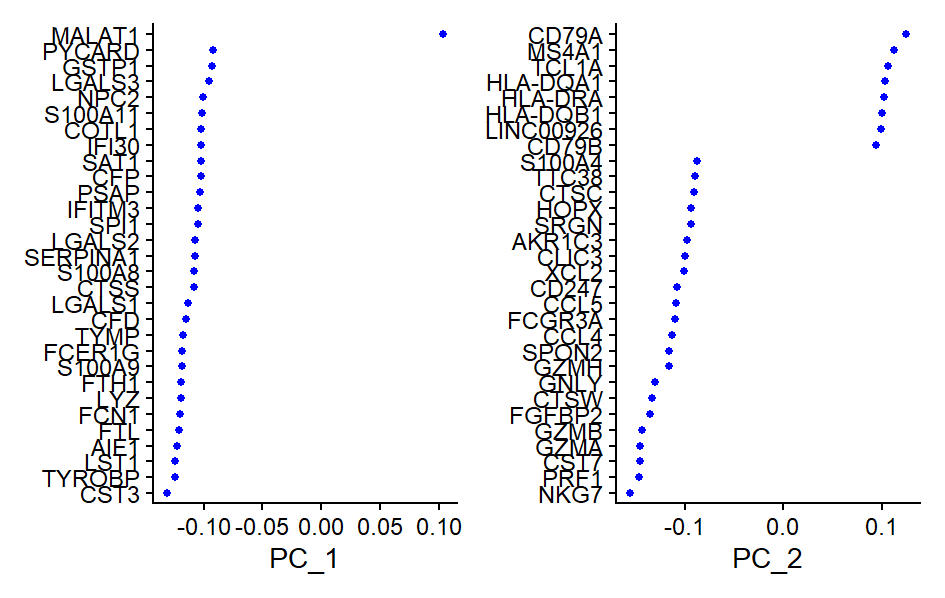 MALAT1
PYCARD
GSTP1
LGALS3
NPC2
S100A11
COTL1
IFI30
SAT1
CFP
PSAP
IFITM3
SPI1
LGALS2
SERPINA1
S100A8
CTSS
LGALS1
CFD
TYMP
FCER1G
S100A9
FTH1
LYZ
FCN1
FTL
AIF1
LST1
TYROBP
CST3
-0.10 -0.05 0.00 0.05 0.10
PC_1
CD79A
MS4A1
TCL1A
HLA-DQA1
HLA-DRA
HLA-DQB1
LINC00926
CD79B
S100A4
TTC38
CTSC
HOPX
SRGN
AKR1C3
CLIC3
XCL2
CD247
CCL5
FCGR3A
CCL4
SPON2
GZMH
GNLY
CTSW
FGFBP2
GZMB
GZMA
CST7
PRF1
NKG7
-0.1 0.0 0.1
PC_2